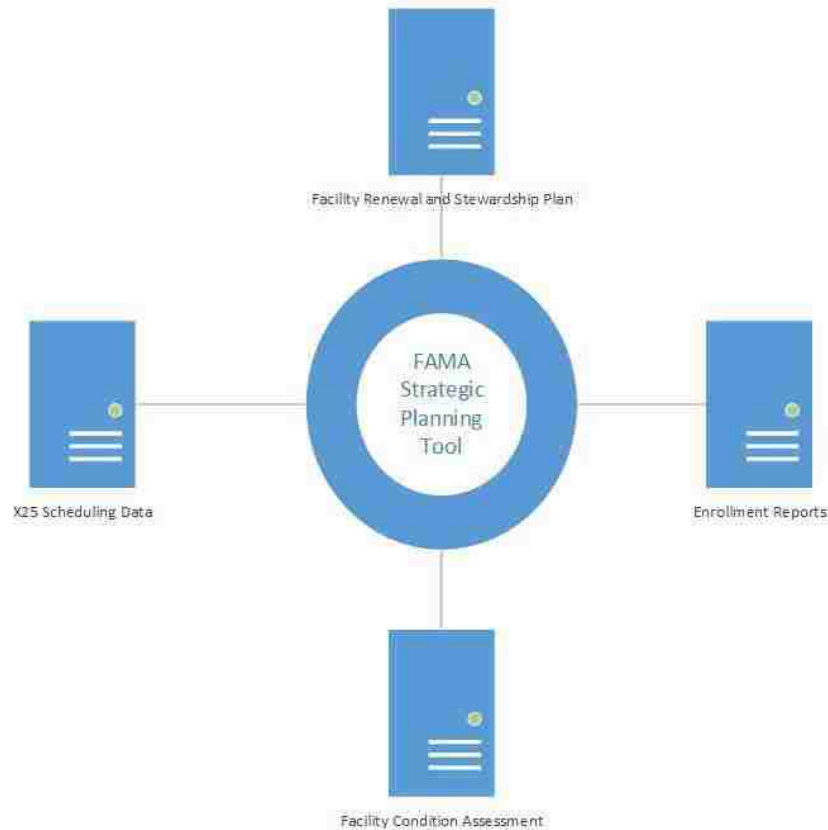 Facility Renewal and Stewardship Plan
FAMA
Strategic
Planning
Tool
X25 Scheduling Data
Enrollment Reports
Facility Condition Assessment